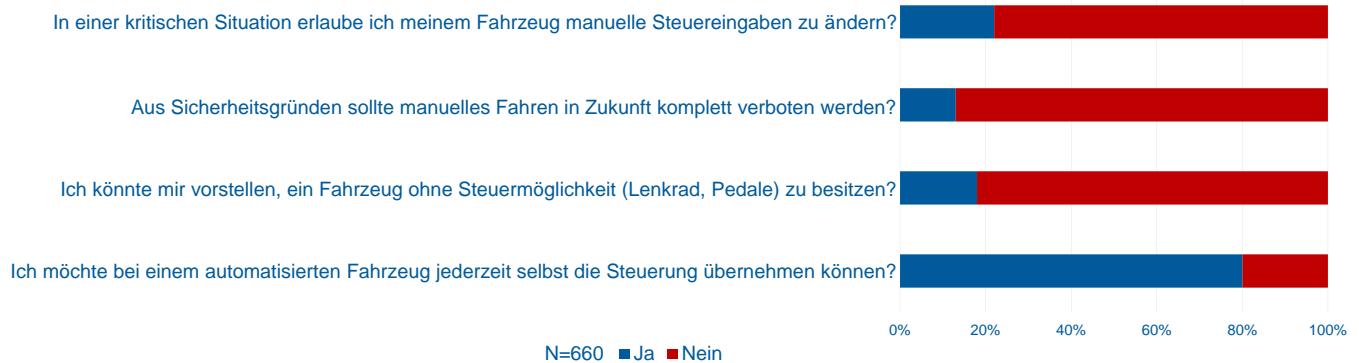 In einer kritischen Situation erlaube ich meinem Fahrzeug manuelle Steuereingaben zu ändern?
Aus Sicherheitsgründen sollte manuelles Fahren in Zukunft komplett verboten werden?
Ich könnte mir vorstellen, ein Fahrzeug ohne Steuermöglichkeit (Lenkrad, Pedale) zu besitzen?
Ich möchte bei einem automatisierten Fahrzeug jederzeit selbst die Steuerung übernehmen können?
0% 20% 40% 60% 80% 100%
N=660 Ja Nein